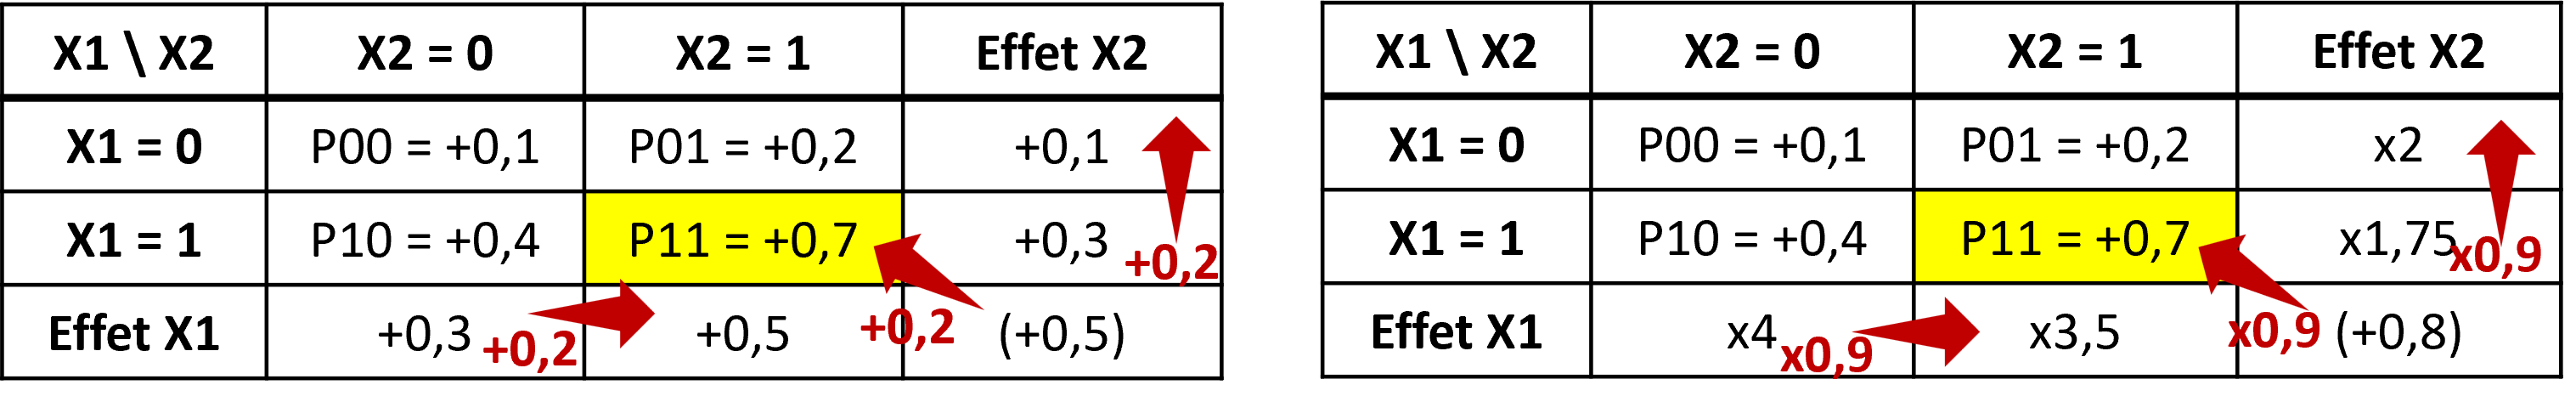 X1 \ X2 X2 = 0 X2 = 1 Effet X2
X1 = 0 P00 = +0,1 P01 = +0,2 +0,1
X1 = 1 P10 = +0,4 P11 = +0,7 +0,3 +0,2
Effet X1 +0,3 +0,2 +0,5 +0,2 (+0,5)
X1 \ X2 X2 = 0 X2 = 1 Effet X2
X1 = 0 P00 = +0,1 P01 = +0,2 x2
X1 = 1 P10 = +0,4 P11 = +0,7 x1,75 x0,9
Effet X1 x4 x0,9 x3,5 x0,9 (+0,8)